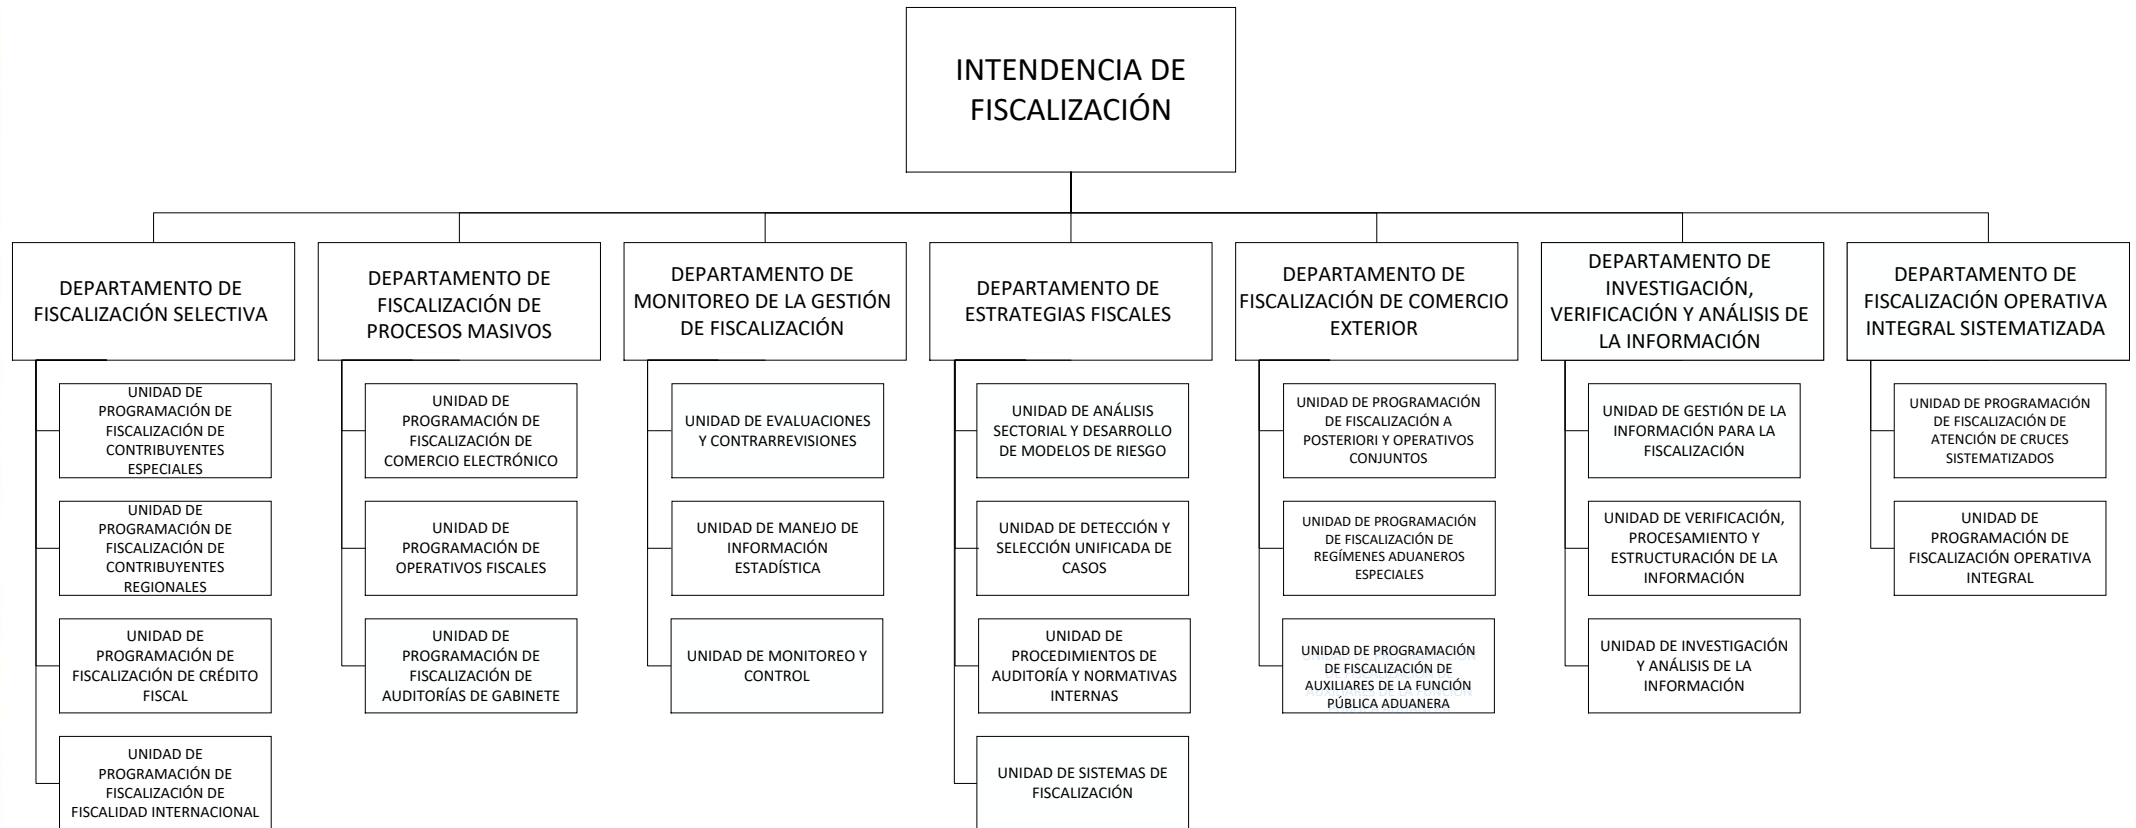 INTENDENCIA DE
FISCALIZACIÓN
DEPARTAMENTO DE
FISCALIZACIÓN SELECTIVA
UNIDAD DE
PROGRAMACIÓN DE
FISCALIZACIÓN DE
CONTRIBUYENTES
ESPECIALES
UNIDAD DE
PROGRAMACIÓN DE
FISCALIZACIÓN DE
CONTRIBUYENTES
REGIONALES
UNIDAD DE
PROGRAMACIÓN DE
FISCALIZACIÓN DE CRÉDITO
FISCAL
UNIDAD DE
PROGRAMACIÓN DE
FISCALIZACIÓN DE
FISCALIDAD INTERNACIONAL
DEPARTAMENTO DE
FISCALIZACIÓN DE
PROCESOS MASIVOS
UNIDAD DE
PROGRAMACIÓN DE
FISCALIZACIÓN DE
COMERCIO ELECTRÓNICO
UNIDAD DE
PROGRAMACIÓN DE
OPERATIVOS FISCALES
UNIDAD DE
PROGRAMACIÓN DE
FISCALIZACIÓN DE
AUDITORÍAS DE GABINETE
DEPARTAMENTO DE
MONITOREO DE LA GESTIÓN
DE FISCALIZACIÓN
UNIDAD DE EVALUACIONES
Y CONTRARREVISIONES
UNIDAD DE MANEJO DE
INFORMACIÓN
ESTADÍSTICA
UNIDAD DE MONITOREO Y
CONTROL
DEPARTAMENTO DE
ESTRATEGIAS FISCALES
UNIDAD DE ANÁLISIS
SECTORIAL Y DESARROLLO
DE MODELOS DE RIESGO
UNIDAD DE DETECCIÓN Y
SELECCIÓN UNIFICADA DE
CASOS
UNIDAD DE
PROCEDIMIENTOS DE
AUDITORÍA Y NORMATIVAS
INTERNAS
UNIDAD DE SISTEMAS DE
FISCALIZACIÓN
DEPARTAMENTO DE
FISCALIZACIÓN DE COMERCIO
EXTERIOR
UNIDAD DE PROGRAMACIÓN
DE FISCALIZACIÓN A
POSTERIORI Y OPERATIVOS
CONJUNTOS
UNIDAD DE PROGRAMACIÓN
DE FISCALIZACIÓN DE
REGÍMENES ADUANEROS
ESPECIALES
UNIDAD DE PROGRAMACIÓN
DE FISCALIZACIÓN DE
AUXILIARES DE LA FUNCIÓN
PÚBLICA ADUANERA
DEPARTAMENTO DE
INVESTIGACIÓN,
VERIFICACIÓN Y ANÁLISIS DE
LA INFORMACIÓN
UNIDAD DE GESTIÓN DE LA
INFORMACIÓN PARA LA
FISCALIZACIÓN
UNIDAD DE VERIFICACIÓN,
PROCESAMIENTO Y
ESTRUCTURACIÓN DE LA
INFORMACIÓN
UNIDAD DE INVESTIGACIÓN
Y ANÁLISIS DE LA
INFORMACIÓN
DEPARTAMENTO DE
FISCALIZACIÓN OPERATIVA
INTEGRAL SISTEMATIZADA
UNIDAD DE PROGRAMACIÓN
DE FISCALIZACIÓN DE
ATENCIÓN DE CRUCES
SISTEMATIZADOS
UNIDAD DE
PROGRAMACIÓN DE
FISCALIZACIÓN OPERATIVA
INTEGRAL